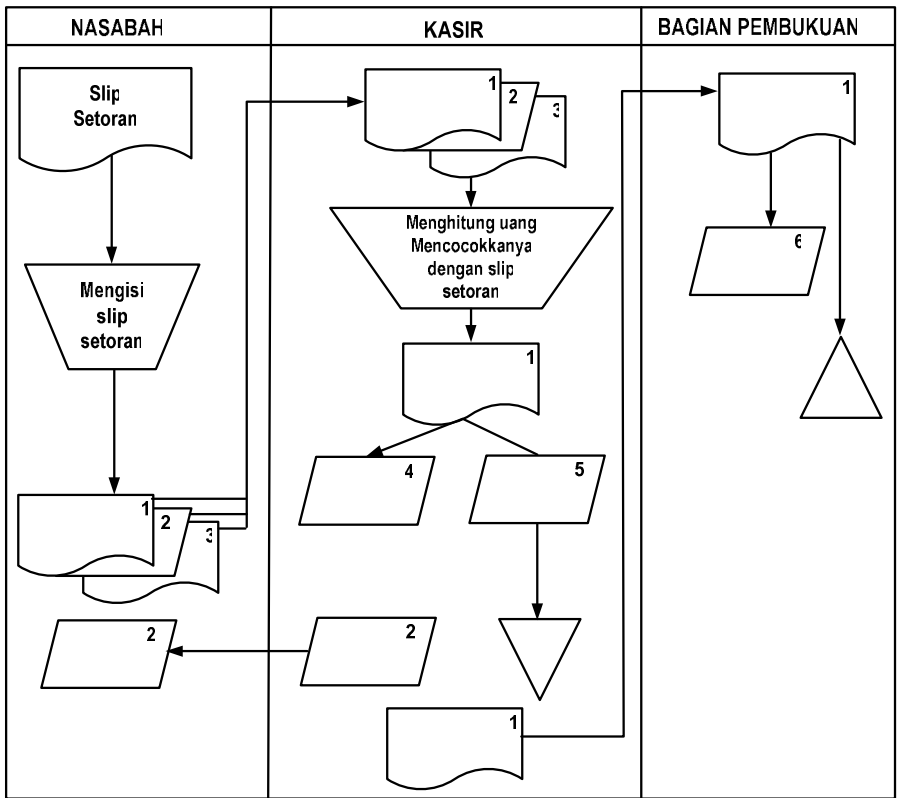 NASABAH
KASIR
BAGIAN PEMBUKUAN
Slip
Setoran
Mengisi
slip
setoran
1
2
3
2
1
2
3
Menghitung uang
Mencocokkanya
dengan slip
setoran
1
4
5
2
1
1
6